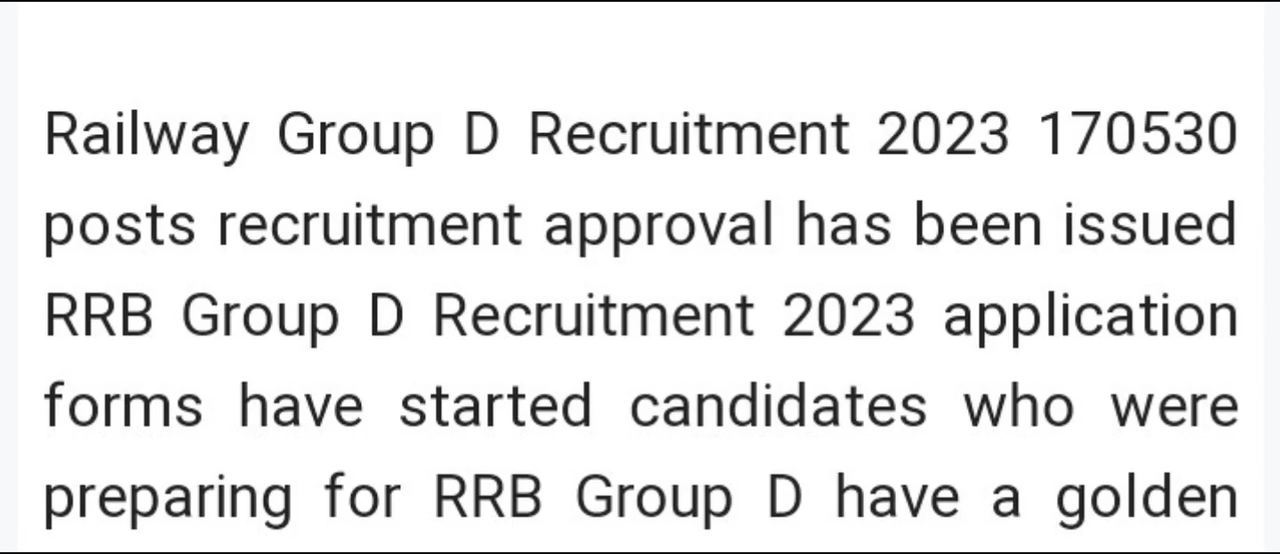 Railway Group D Recruitment 2023 170530
posts recruitment approval has been issued
RRB Group D Recruitment 2023 application
forms have started candidates who were
preparing for RRB Group D have a golden